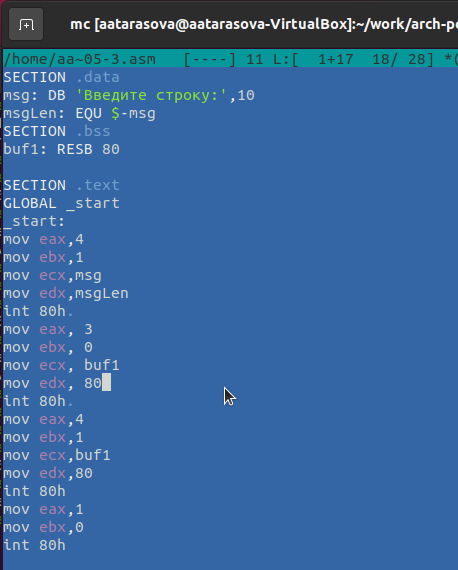 mc [aatarasova@aatarasova-VirtualBox]:~/work/arch-p
/home/aa~05-3.asm [----] 11 L:[ 1+17 18/ 28] *(
SECTION .data
msg: DB 'Введите строку:',10
msgLen: EQU $-msg
SECTION .bss
buf1: RESB 80
SECTION .text
GLOBAL _start
_start:
mov eax,4
mov ebx,1
mov ecx,msg
mov edx,msgLen
int 80h.
mov eax, 3
mov ebx, 0
mov ecx, buf1
mov edx, 80
int 80h.
mov eax,4
mov ebx,1
mov ecx,buf1
mov edx,80
int 80h
mov eax,1
mov ebx,0
int 80h